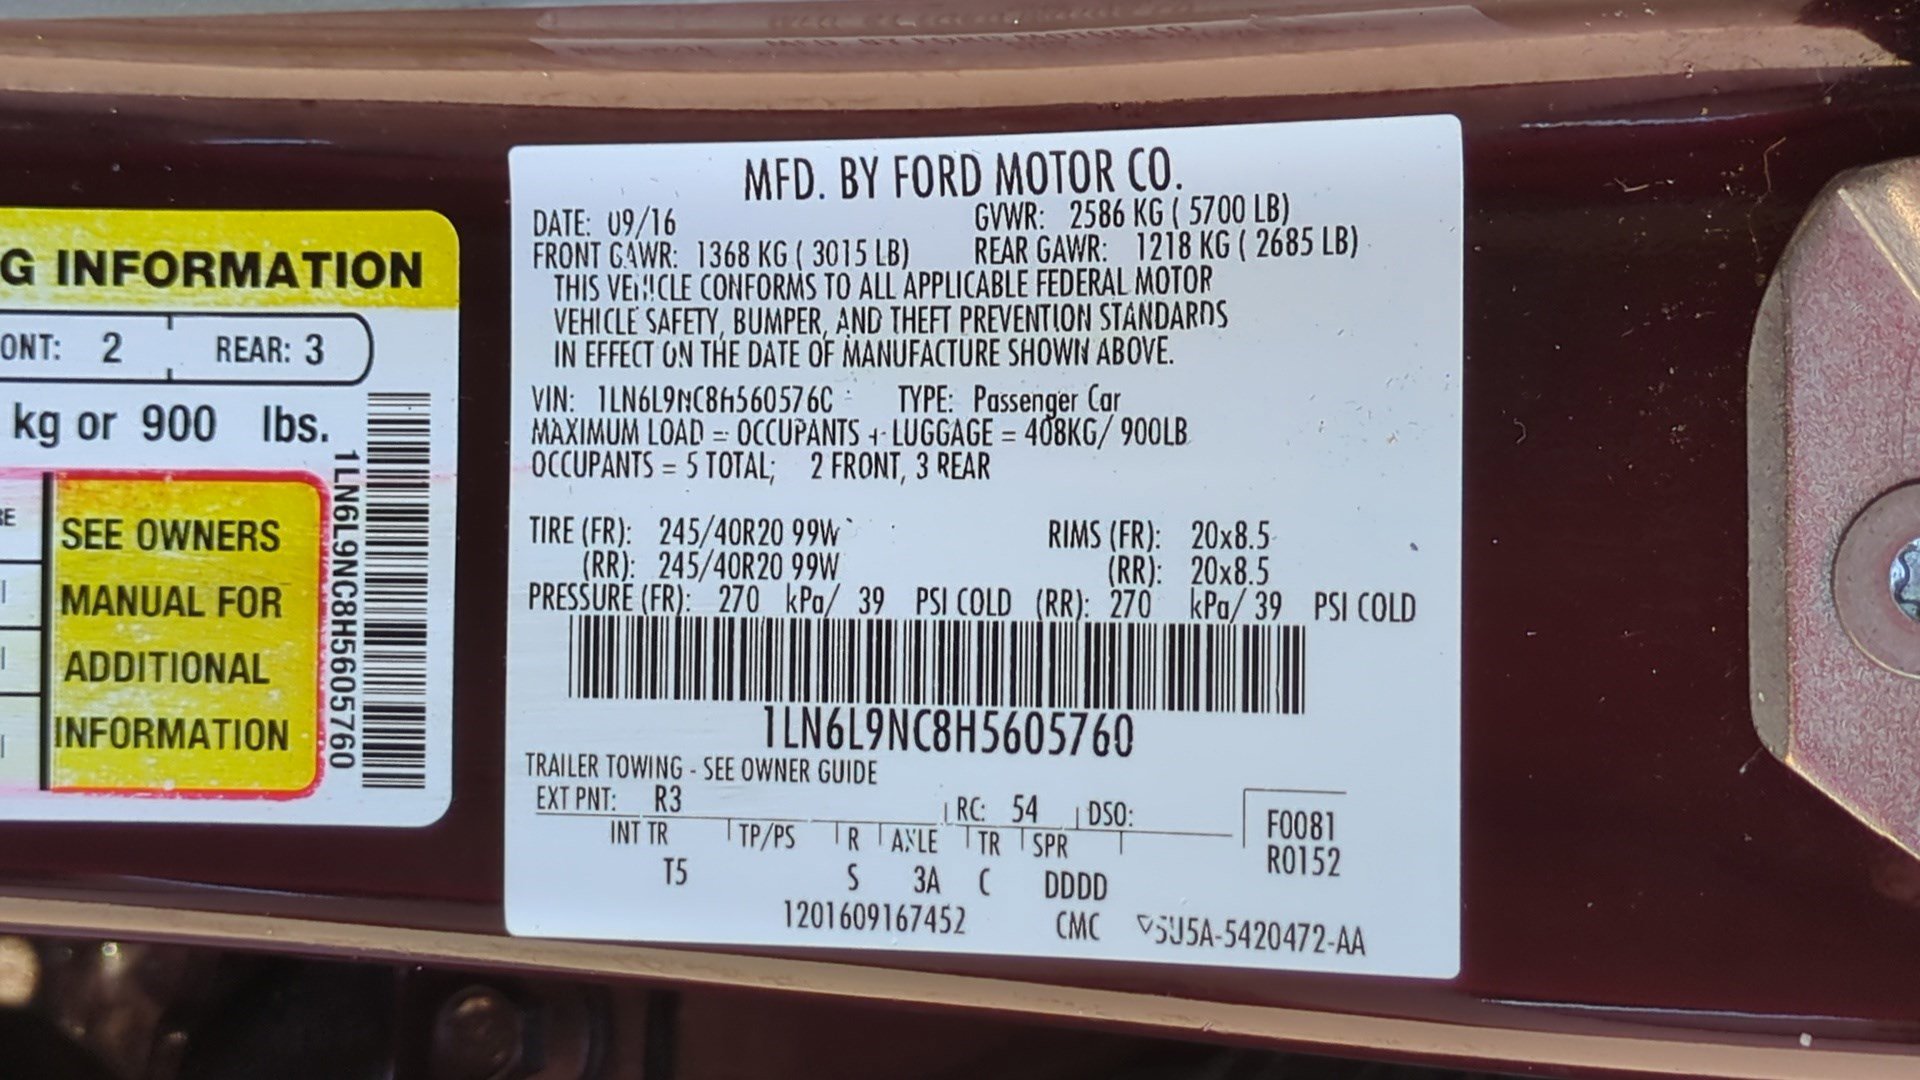 G INFORMATION
ONT: 2 REAR: 3
kg or 900 lbs.
SEE OWNERS
MANUAL FOR
ADDITIONAL
INFORMATION
1LN6L9NC8H5605760
MFD. BY FORD MOTOR CO.
DATE: 09/16 GVWR: 2586 KG ( 5700 LB)
FRONT GAWR: 1368 KG ( 3015 LB) REAR GAWR: 1218 KG ( 2685 LB)
THIS VEHICLE CONFORMS TO ALL APPLICABLE FEDERAL MOTOR
VEHICLE SAFETY, BUMPER, AND THEFT PREVENTION STANDARDS
IN EFFECT ON THE DATE OF MANUFACTURE SHOWN ABOVE.
VIN: 1LN6L9NC8H5605760 TYPE: Passenger Car
MAXIMUM LOAD = OCCUPANTS + LUGGAGE = 408KG/ 900LB
OCCUPANTS = 5 TOTAL; 2 FRONT, 3 REAR
TIRE (FR): 245/40R20 99W RIMS (FR): 20x8.5
(RR): 245/40R20 99W (RR): 20x8.5
PRESSURE (FR): 270 kPa/ 39 PSI COLD (RR): 270 kPa/ 39 PSI COLD
1LN6L9NC8H5605760
TRAILER TOWING - SEE OWNER GUIDE
EXT PNT: R3 RC: 54 DSO:
INT TR TP/PS R AXLE TR SPR
T5 S 3A C DDDD
F0081
R0152
1201609167452 CMC 5U5A-5420472-AA